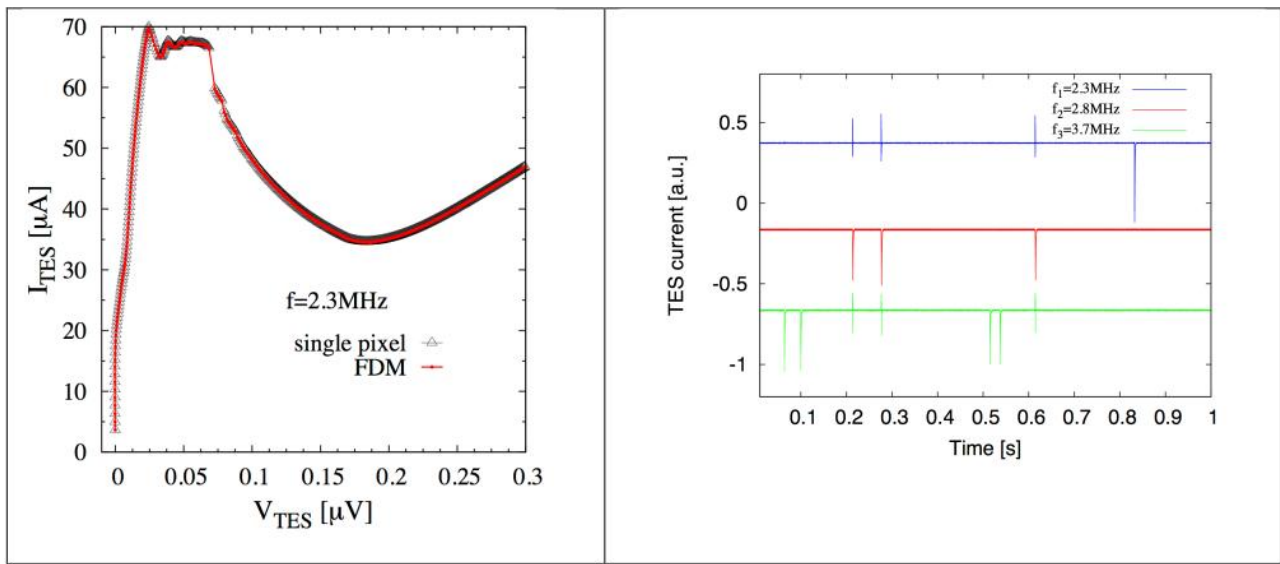 70
60
50
40
30
20
10
0
I_TES [μA]
0 0.05 0.1 0.15 0.2 0.25 0.3
V_TES [μV]
f=2.3MHz
single pixel
FDM
f₁=2.3MHz
f₂=2.8MHz
f₃=3.7MHz
0.5
0
-0.5
-1
TES current [a.u.]
0.1 0.2 0.3 0.4 0.5 0.6 0.7 0.8 0.9 1
Time [s]